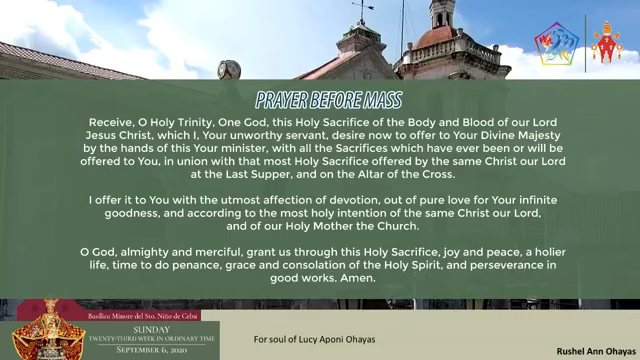 PRAYER BEFORE MASS
Receive, O Holy Trinity, One God, this Holy Sacrifice of the Body and Blood of our Lord
Jesus Christ, which I, Your unworthy servant, desire now to offer to Your Divine Majesty
by the hands of this Your minister, with all the Sacrifices which have ever been or will be
offered to You, in union with that most Holy Sacrifice offered by the same Christ our Lord
at the Last Supper, and on the Altar of the Cross.
I offer it to You with the utmost affection of devotion, out of pure love for Your infinite
goodness, and according to the most holy intention of the same Christ our Lord,
and of our Holy Mother the Church.
O God, almighty and merciful, grant us through this Holy Sacrifice, joy and peace, a holier
life, time to do penance, grace and consolation of the Holy Spirit, and perseverance in
good works. Amen.
Basilica Minore del Sto. Niño de Cebu
SUNDAY
TWENTY-THIRD WEEK IN ORDINARY TIME
SEPTEMBER 6, 2020
For soul of Lucy Aponi Ohayas
Rushel Ann Ohayas